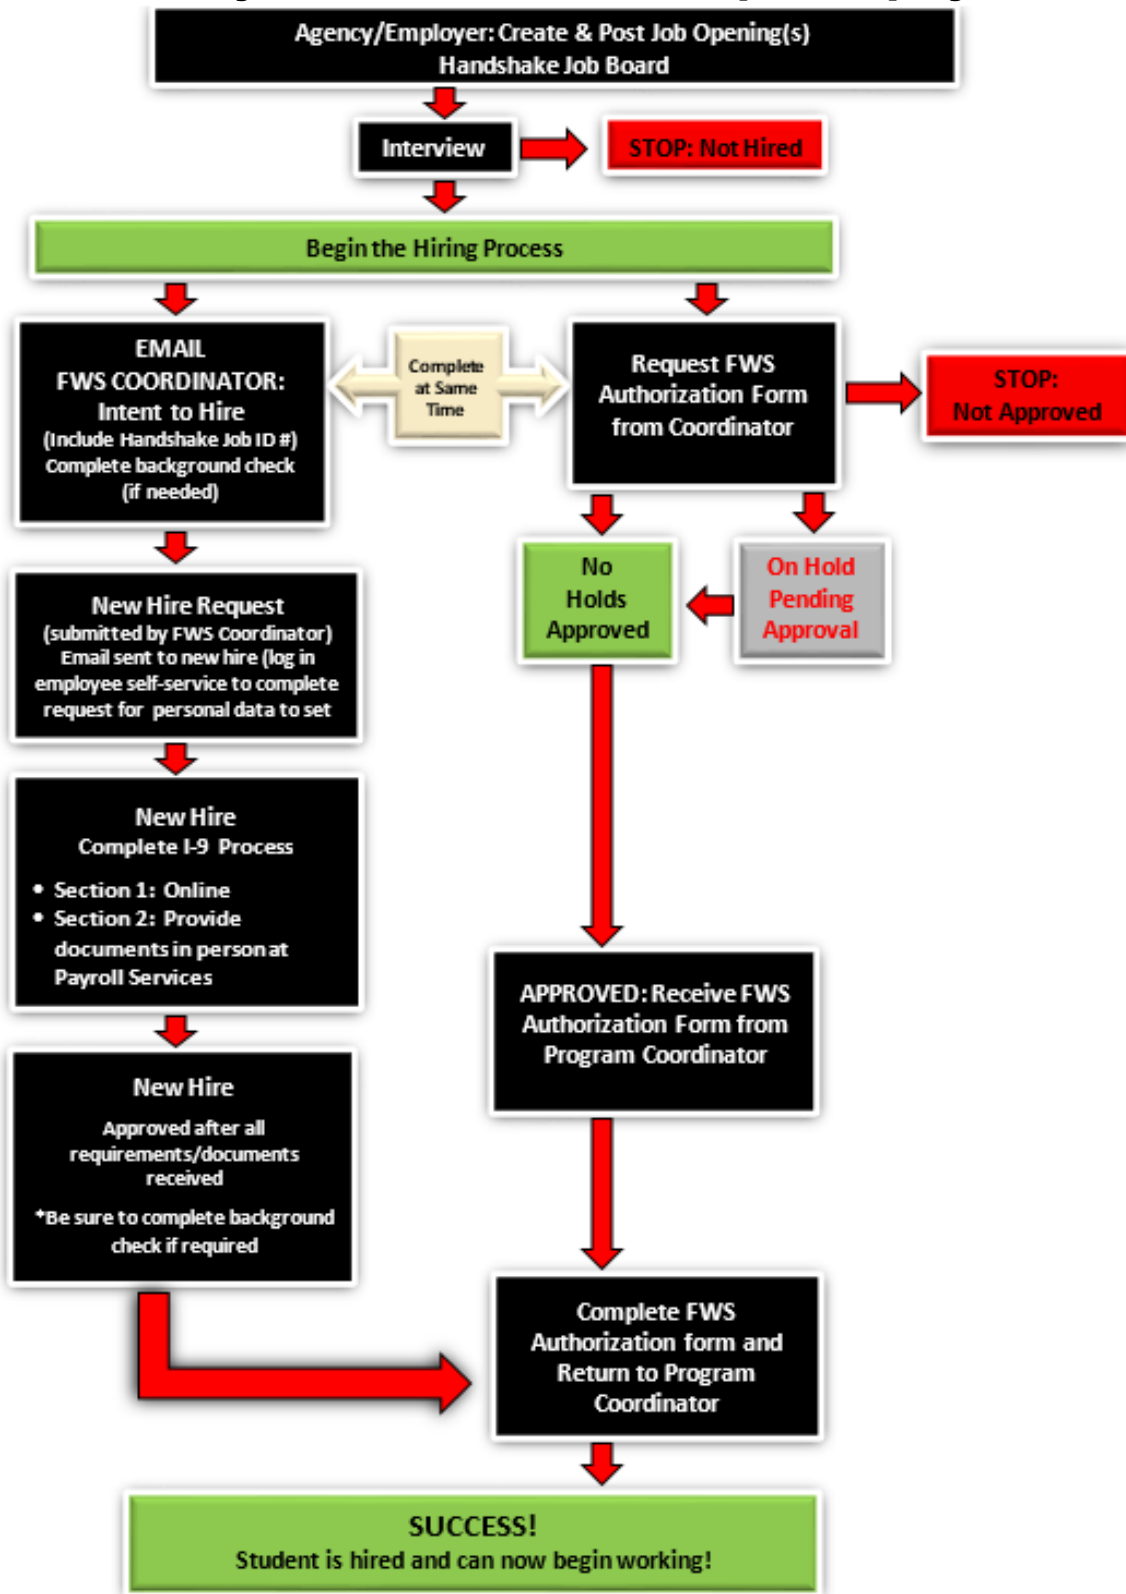 Agency/Employer: Create & Post Job Opening(s)
Handshake Job Board
Interview
STOP: Not Hired
Begin the Hiring Process
EMAIL
FWS COORDINATOR:
Intent to Hire
(Include Handshake Job ID #)
Complete background check
(if needed)
Complete
at Same
Time
Request FWS
Authorization Form
from Coordinator
STOP:
Not Approved
No
Holds
Approved
On Hold
Pending
Approval
New Hire Request
(submitted by FWS Coordinator)
Email sent to new hire (log in
employee self-service to complete
request for personal data to set
New Hire
Complete I-9 Process
• Section 1: Online
• Section 2: Provide
documents in person at
Payroll Services
APPROVED: Receive FWS
Authorization Form from
Program Coordinator
New Hire
Approved after all
requirements/documents
received
*Be sure to complete background
check if required
Complete FWS
Authorization form and
Return to Program
Coordinator
SUCCESS!
Student is hired and can now begin working!